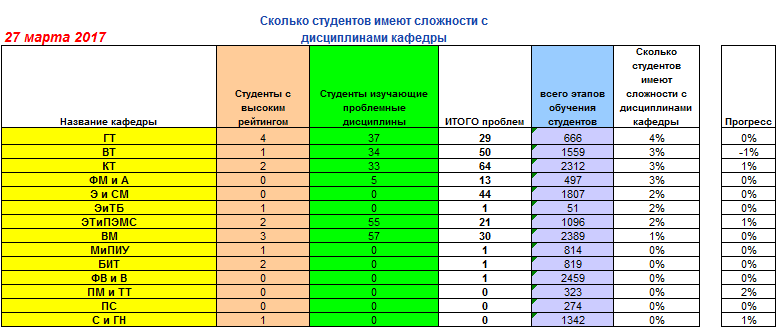 Сколько студентов имеют сложности с
27 марта 2017 дисциплинами кафедры
Название кафедры Студенты с высоким рейтингом Студенты изучающие проблемные дисциплины ИТОГО проблем всего этапов обучения студентов Сколько студентов имеют сложности с дисциплинами кафедры Прогресс
ГТ 4 37 29 666 4% 0%
ВТ 1 34 50 1559 3% -1%
КТ 2 33 64 2312 3% 1%
ФМ и А 0 5 13 497 3% 0%
Э и СМ 0 0 44 1807 2% 0%
ЭиТБ 1 1 1 51 2% 0%
ЭТиПЭМС 2 55 21 1096 2% 1%
ВМ 3 57 30 2389 1% 0%
МиПИУ 1 0 1 814 0% 0%
БИТ 2 0 1 819 0% 0%
ФВ и В 0 0 1 2459 0% 0%
ПМ и ТТ 0 0 0 323 0% 2%
ПС 0 0 0 274 0% 0%
С и ГН 1 0 0 1342 0% 1%